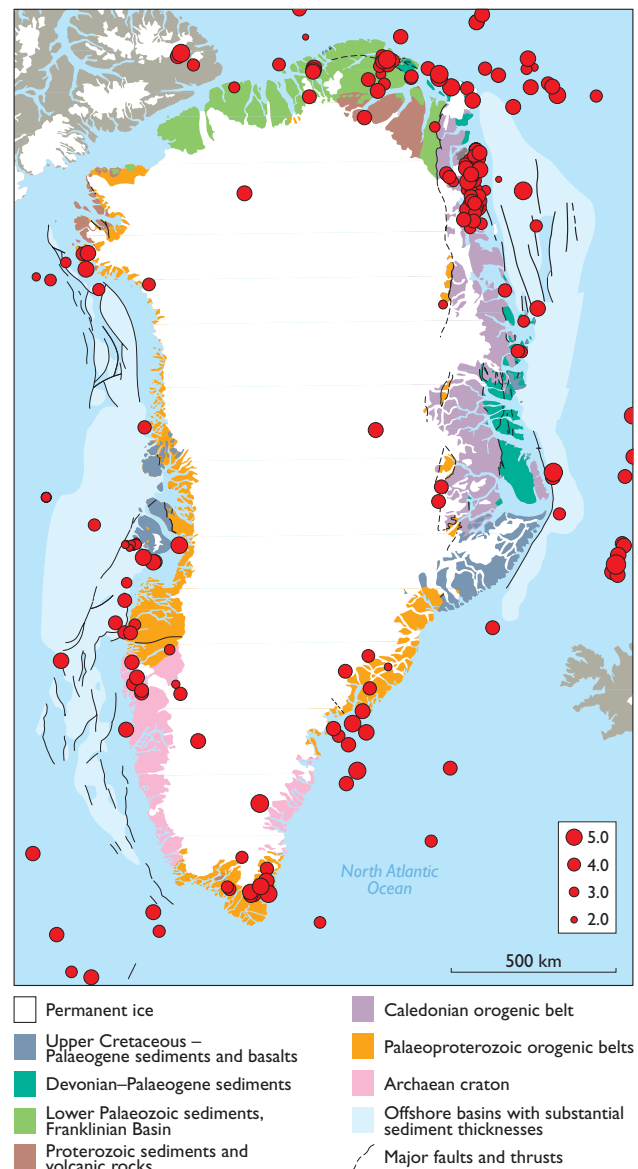 North Atlantic
Ocean
5.0
4.0
3.0
2.0
500 km
Permanent ice
Upper Cretaceous –
Palaeogene sediments and basalts
Devonian–Palaeogene sediments
Lower Palaeozoic sediments,
Franklinian Basin
Proterozoic sediments and
volcanic rocks
Caledonian orogenic belt
Palaeoproterozoic orogenic belts
Archaean craton
Offshore basins with substantial
sediment thicknesses
Major faults and thrusts